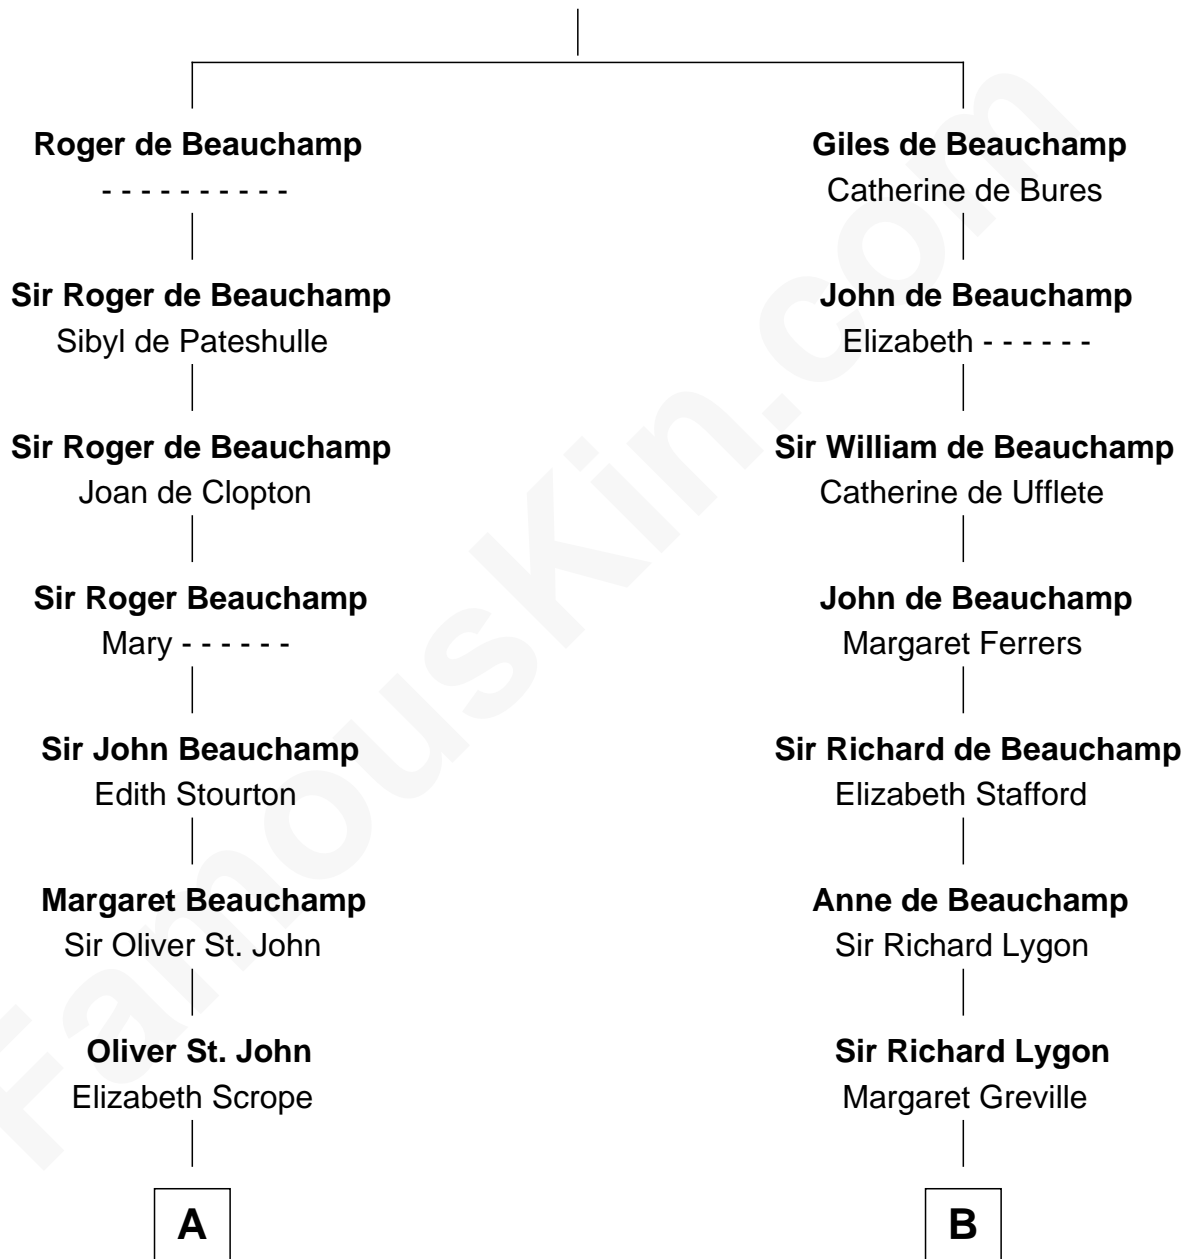 Roger de Beauchamp
- - - - - - - - - -
Sir Roger de Beauchamp
Sibyl de Pateshulle
Sir Roger de Beauchamp
Joan de Clopton
Sir Roger Beauchamp
Mary - - - - - -
Sir John Beauchamp
Edith Stourton
Margaret Beauchamp
Sir Oliver St. John
Oliver St. John
Elizabeth Scrope
A
Giles de Beauchamp
Catherine de Bures
John de Beauchamp
Elizabeth - - - - - -
Sir William de Beauchamp
Catherine de Ufflete
John de Beauchamp
Margaret Ferrers
Sir Richard de Beauchamp
Elizabeth Stafford
Anne de Beauchamp
Sir Richard Lygon
Sir Richard Lygon
Margaret Greville
B
FamousKin.com